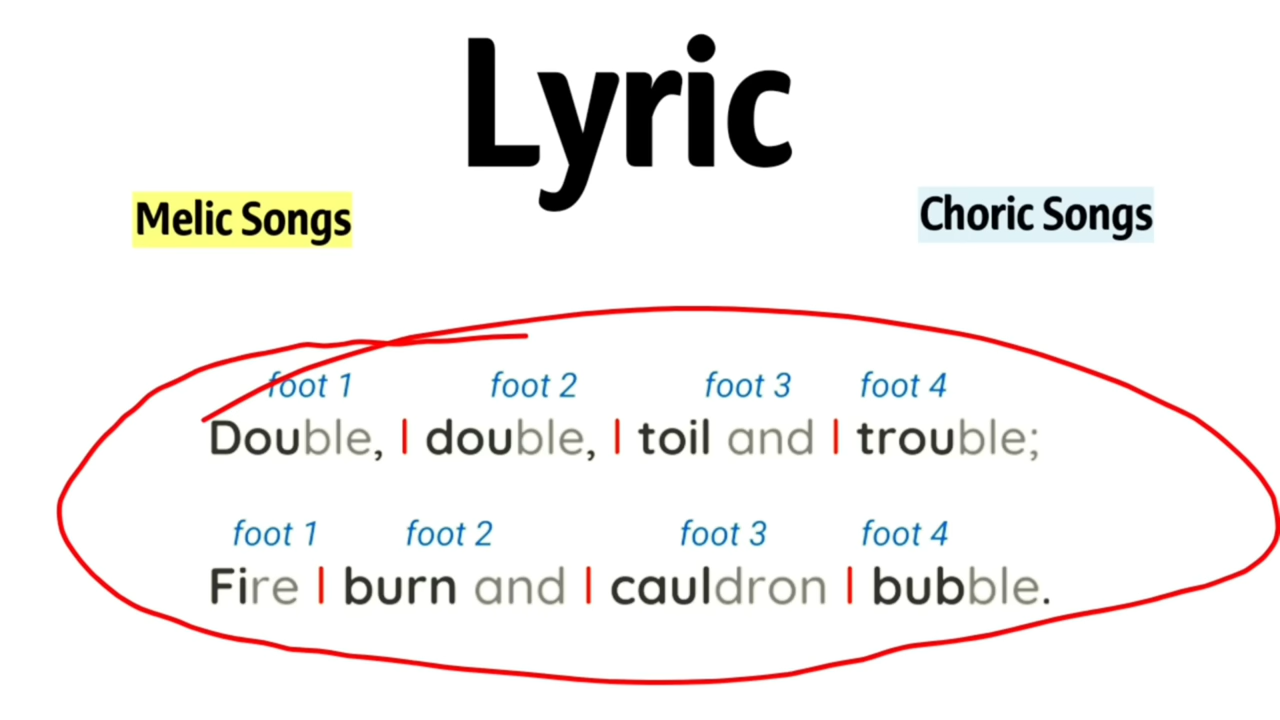 Lyric
Melic Songs
Choric Songs
foot 1 foot 2 foot 3 foot 4
Double, | double, | toil and | trouble;
foot 1 foot 2 foot 3 foot 4
Fire | burn and | cauldron | bubble.